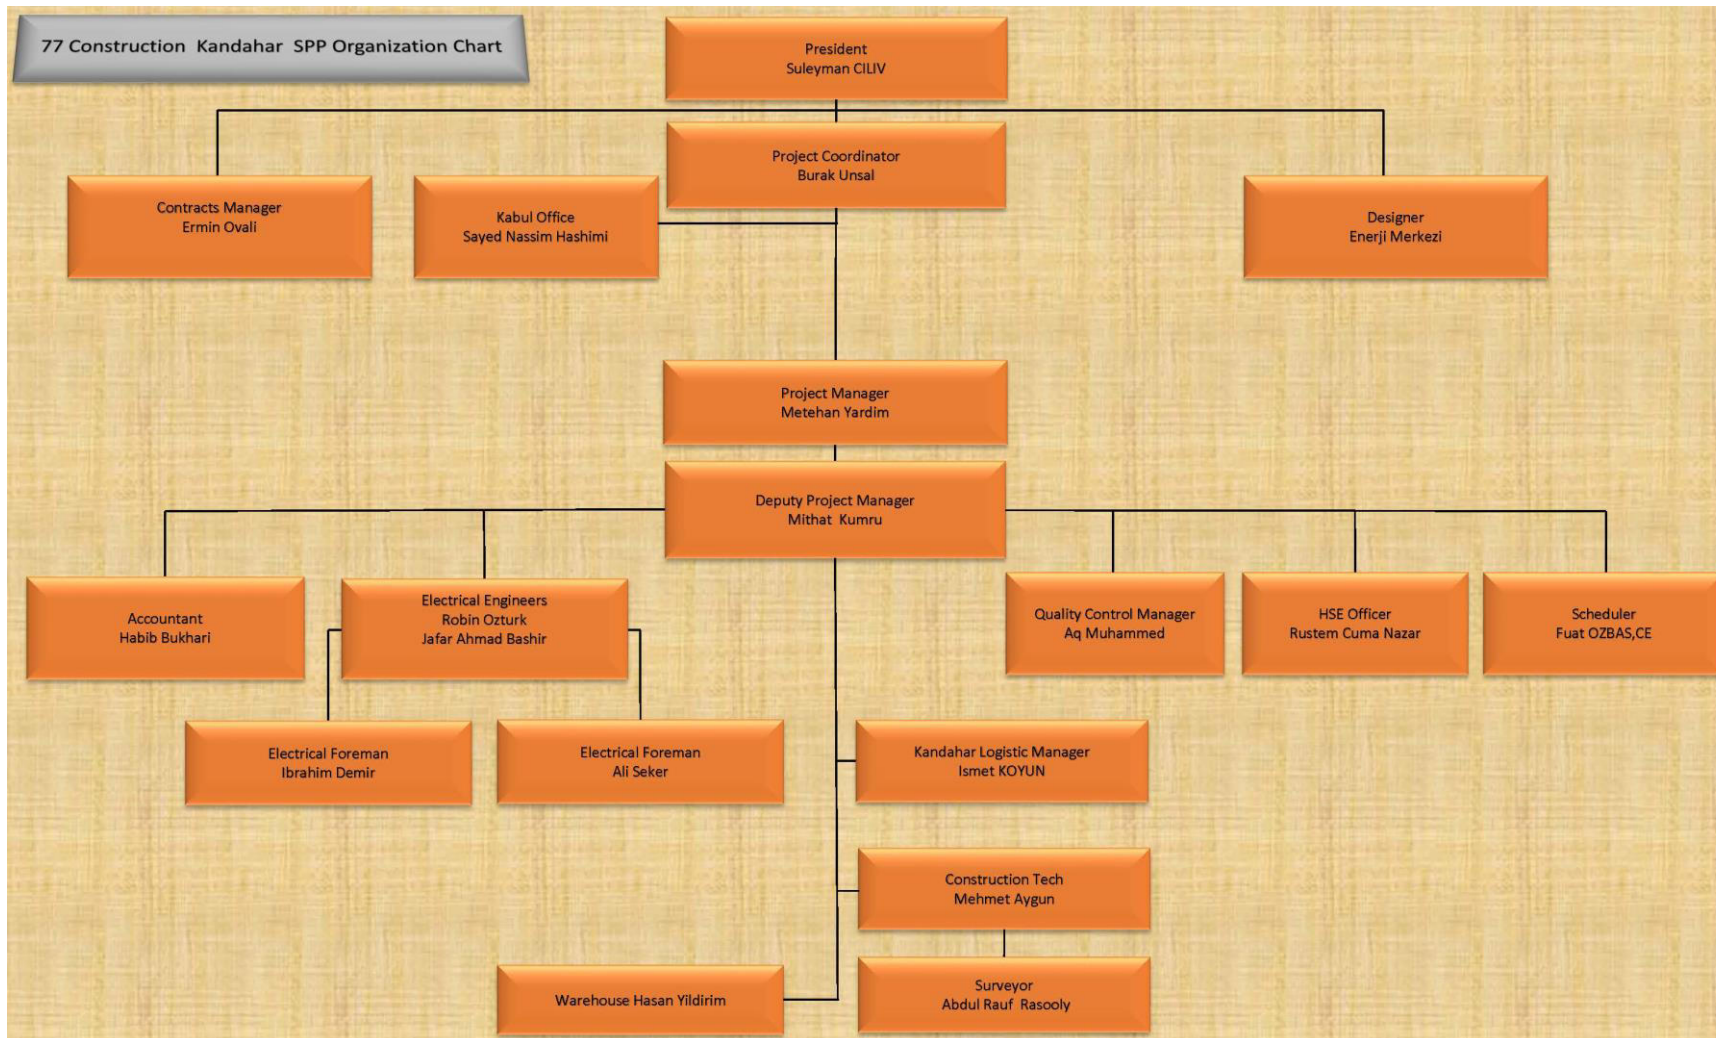 77 Construction Kandahar SPP Organization Chart
President
Suleyman CILIV
Project Coordinator
Burak Unsal
Contracts Manager
Ermin Ovali
Kabul Office
Sayed Nassim Hashimi
Designer
Enerji Merkezi
Project Manager
Metehan Yardim
Deputy Project Manager
Mithat Kumru
Accountant
Habib Bukhari
Electrical Engineers
Robin Ozturk
Jafar Ahmad Bashir
Quality Control Manager
Aq Muhammed
HSE Officer
Rustem Cuma Nazar
Scheduler
Fuat OZBAS,CE
Electrical Foreman
Ibrahim Demir
Electrical Foreman
Ali Seker
Kandahar Logistic Manager
Ismet KOYUN
Construction Tech
Mehmet Aygun
Warehouse Hasan Yildirim
Surveyor
Abdul Rauf Rasooly